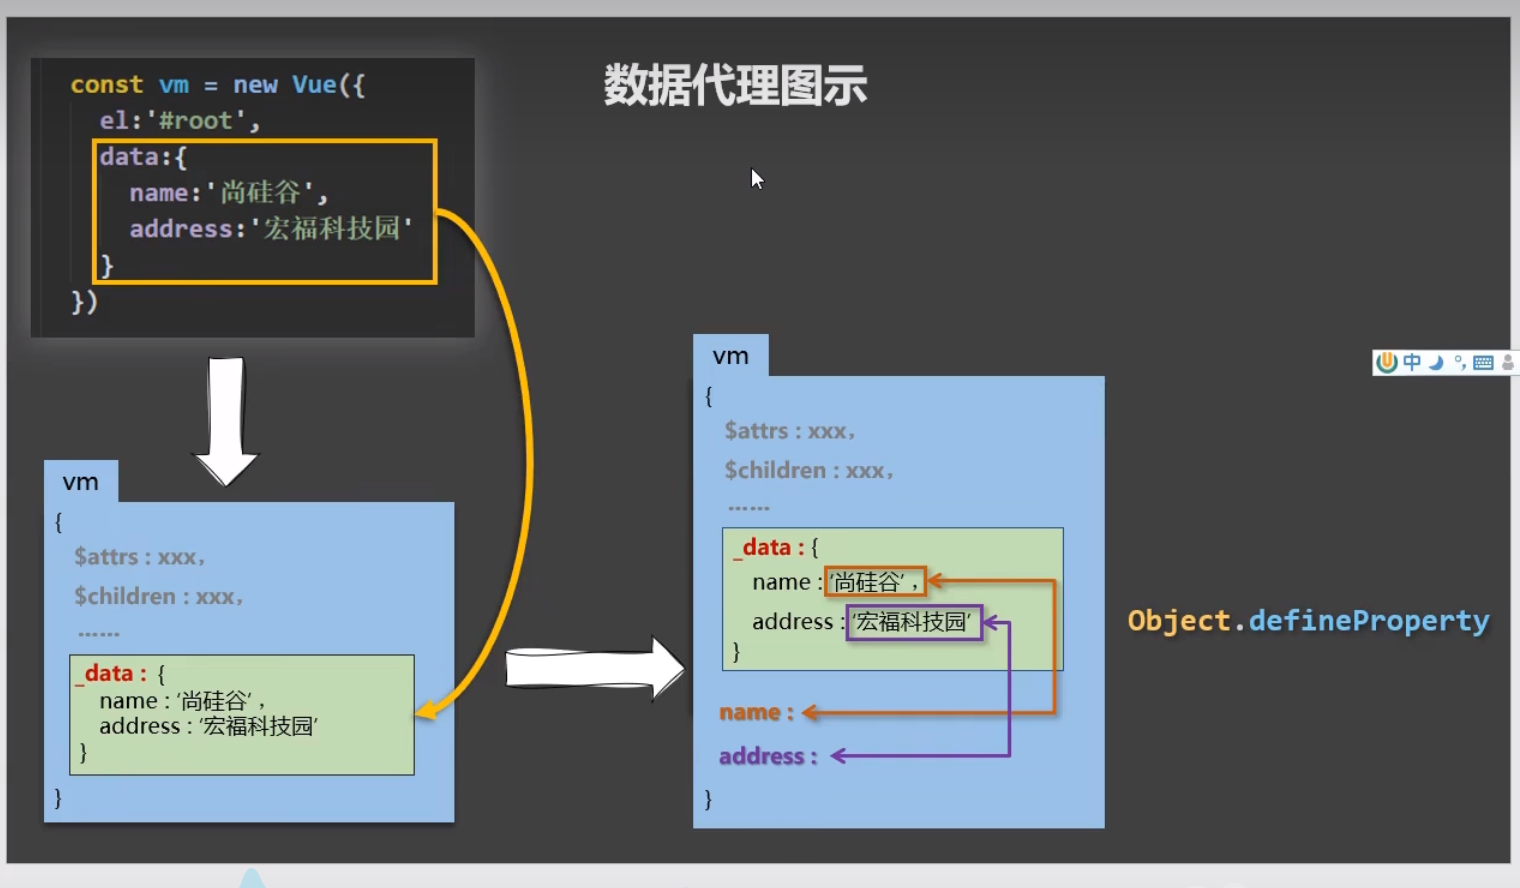 数据代理图示
const vm = new Vue({
el:'#root',
data:{
name:'尚硅谷',
address:'宏福科技园'
}
})
vm
{
$attrs : xxx，
$children : xxx，
……
_data : {
name : ‘尚硅谷’，
address : ‘宏福科技园’
}
}
vm
{
$attrs : xxx，
$children : xxx，
……
_data : {
name : ‘尚硅谷’，
address : ‘宏福科技园’
}
name :
address :
}
Object.defineProperty
中